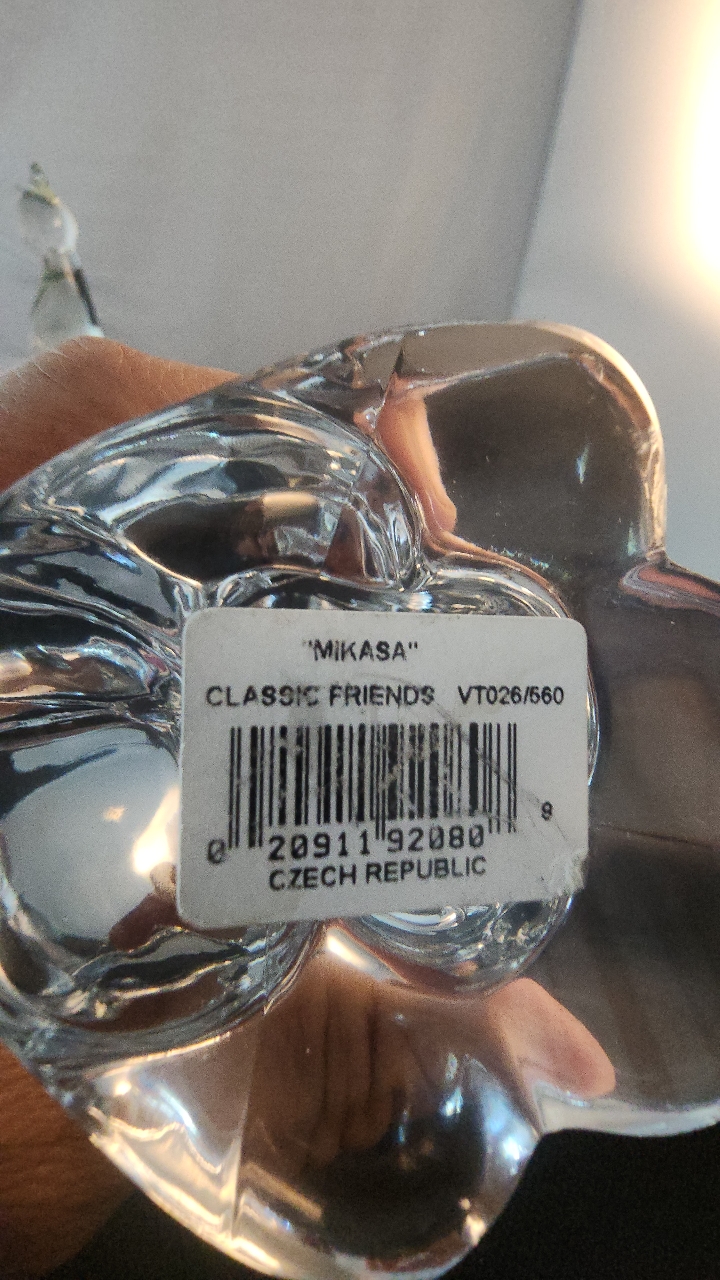 "MIKASA"
CLASSIC FRIENDS VT026/560
9
0 20911 92080
CZECH REPUBLIC